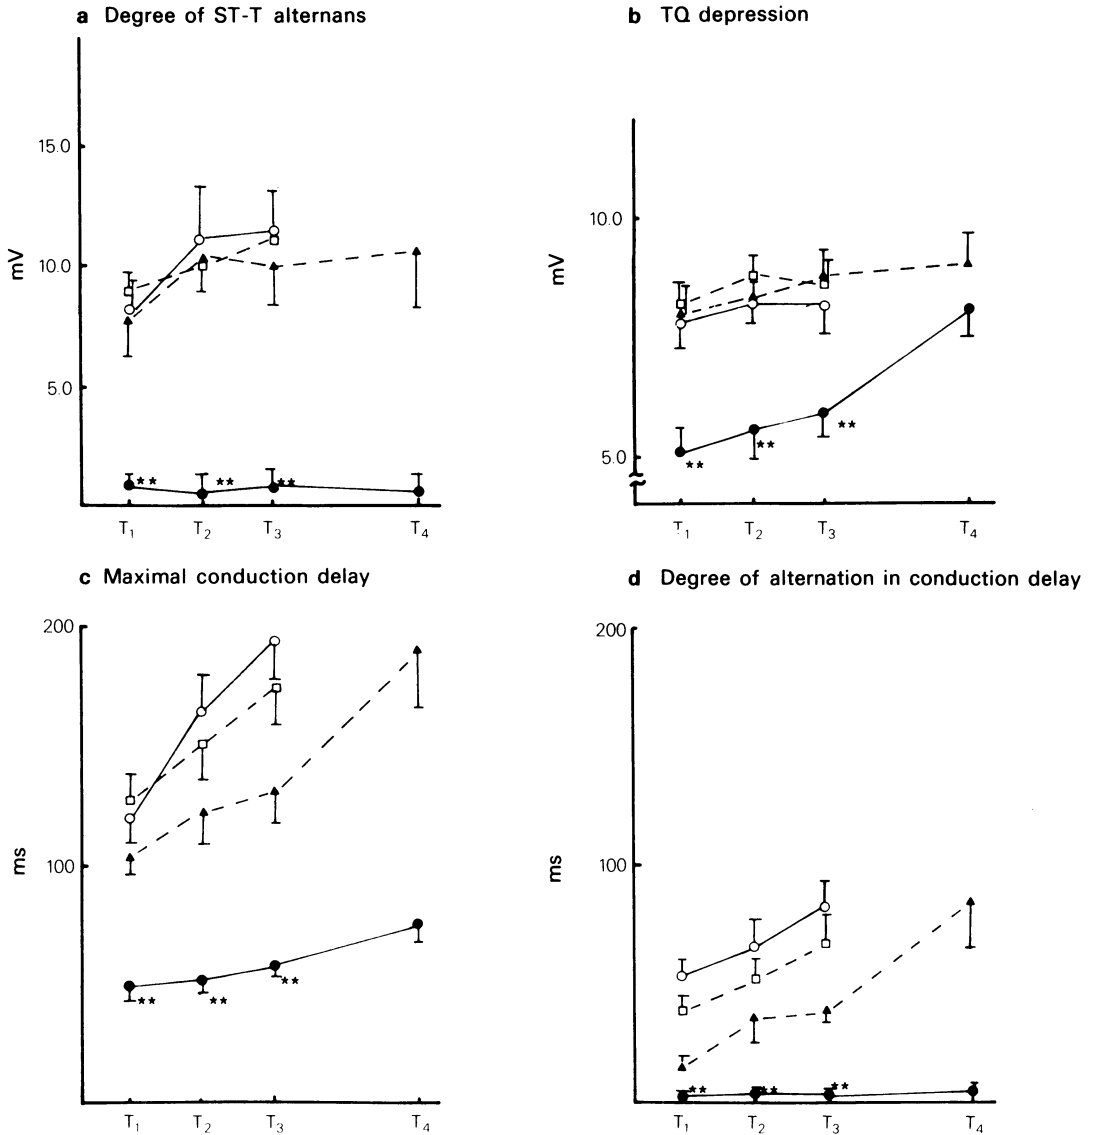 a Degree of ST-T alternans
15.0
10.0
5.0
mV
**
**
**
T1
T2
T3
T4
b TQ depression
10.0
5.0
mV
**
**
**
T1
T2
T3
T4
c Maximal conduction delay
200
100
ms
**
**
**
T1
T2
T3
T4
d Degree of alternation in conduction delay
200
100
ms
**
**
**
T1
T2
T3
T4